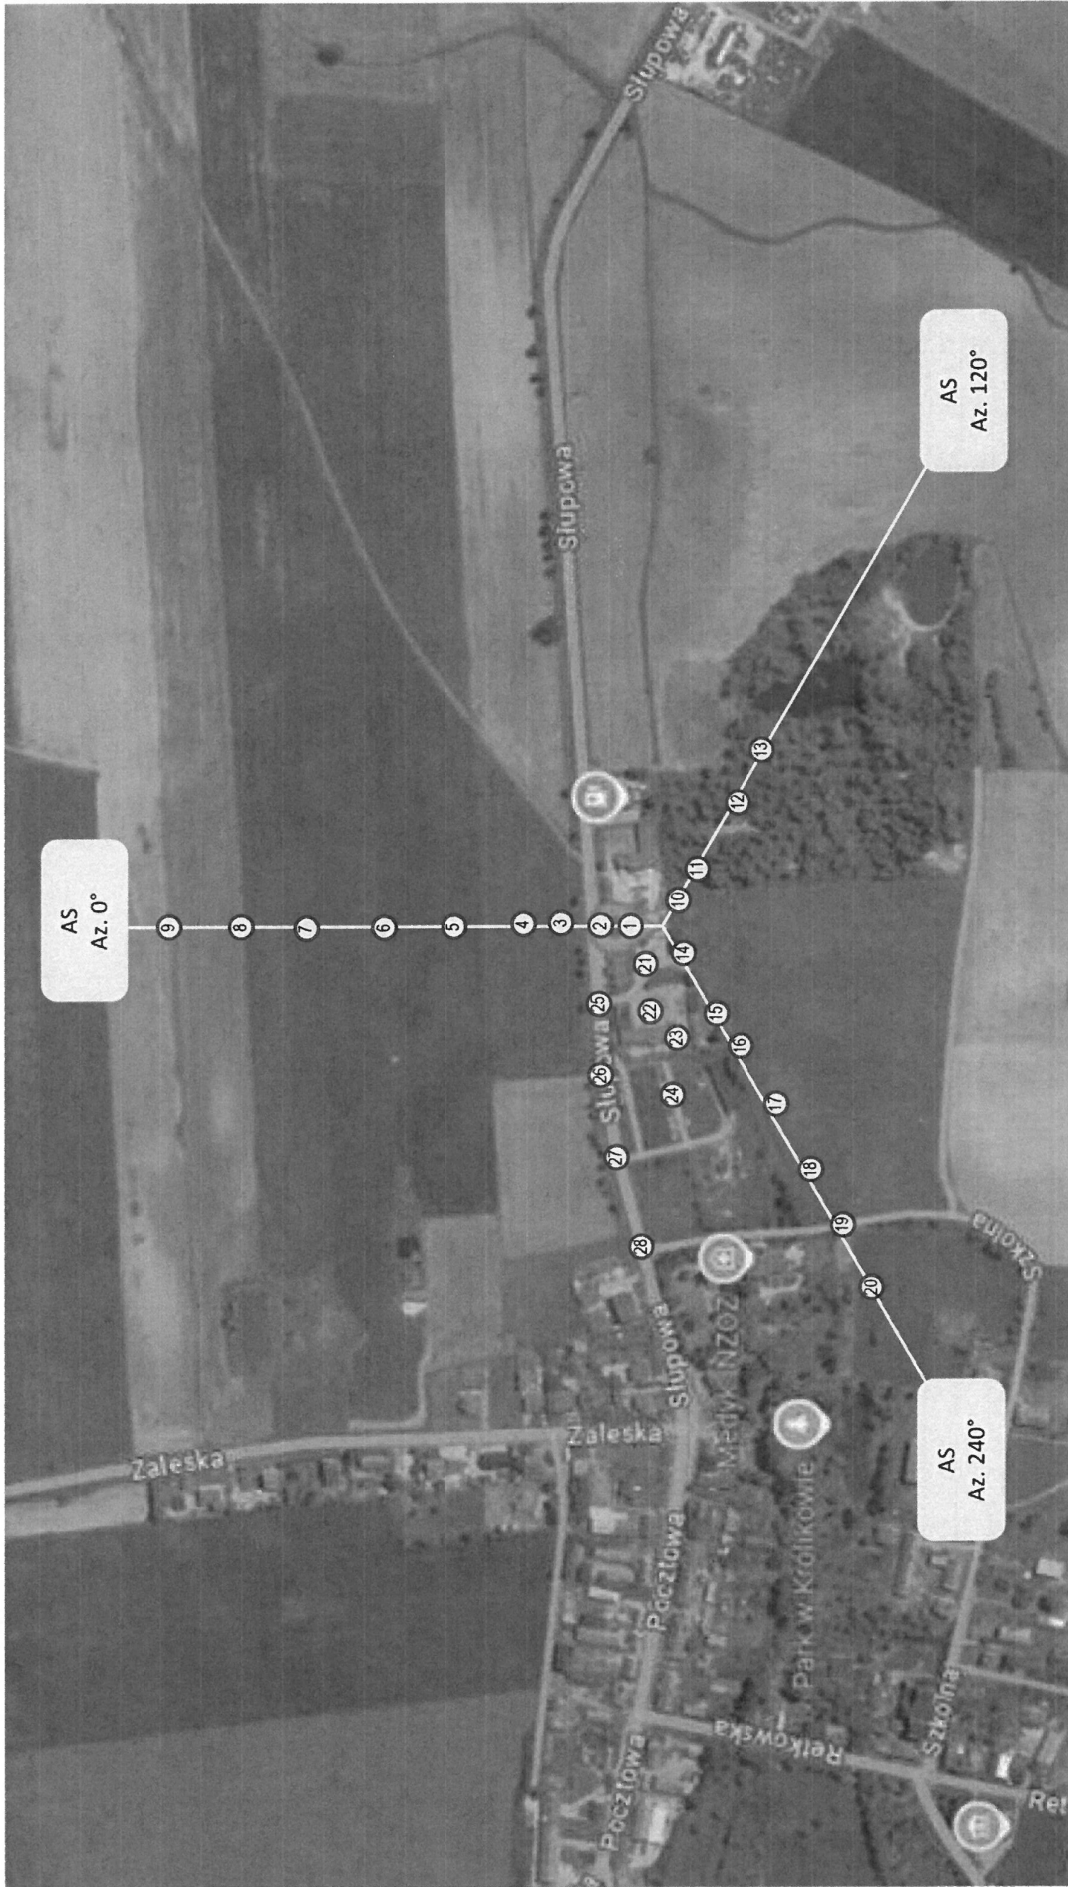 AS
Az. 0°
9
Zaleska
8
7
6
5
4
3
Słupowa
2
25
26
Słupowa
Zaleska
27
1
28
21
22
Słupowa
Pocztowa
Pocztowa
Słupowa
24
23
10
14
11
15
Medyk NZOZ
12
16
13
17
Park w Królikowie
18
Retkowska
19
20
Szkolna
AS
Az. 240°
AS
Az. 120°
Szkolna
Ret